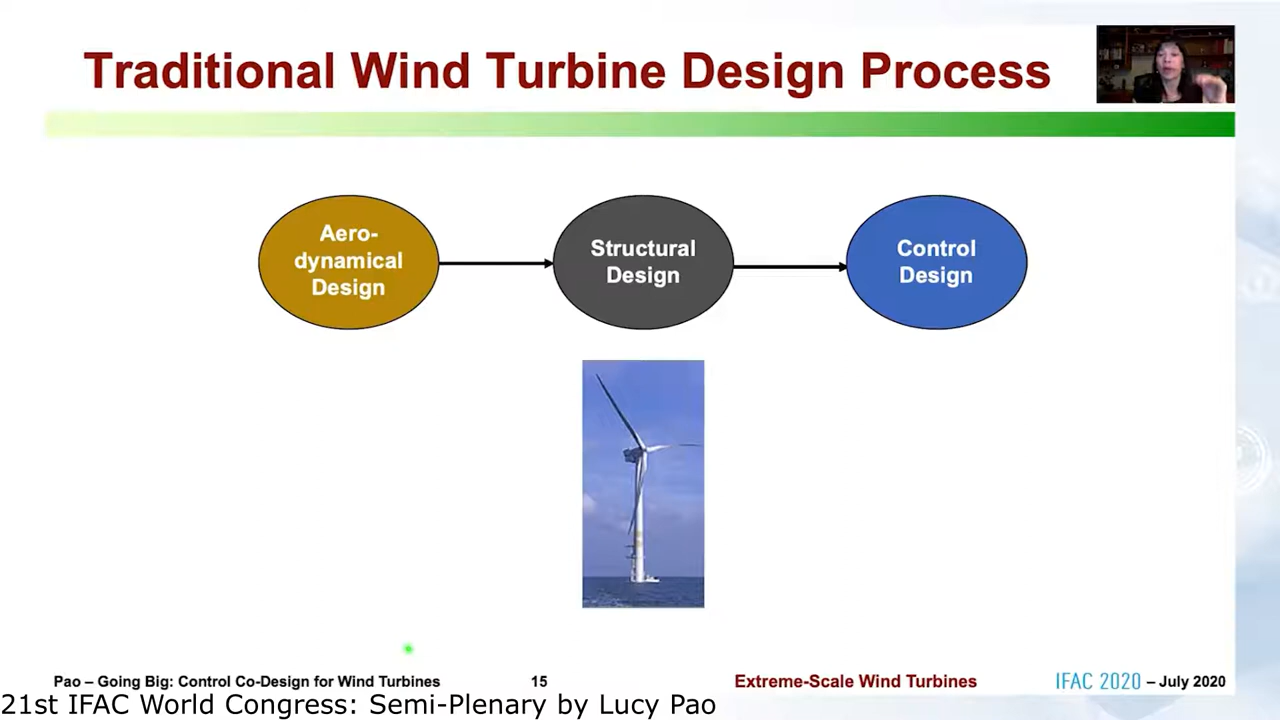 Traditional Wind Turbine Design Process
Aero-
dynamical
Design
Structural
Design
Control
Design
Pao – Going Big: Control Co-Design for Wind Turbines
15
Extreme-Scale Wind Turbines
IFAC 2020 – July 2020
21st IFAC World Congress: Semi-Plenary by Lucy Pao